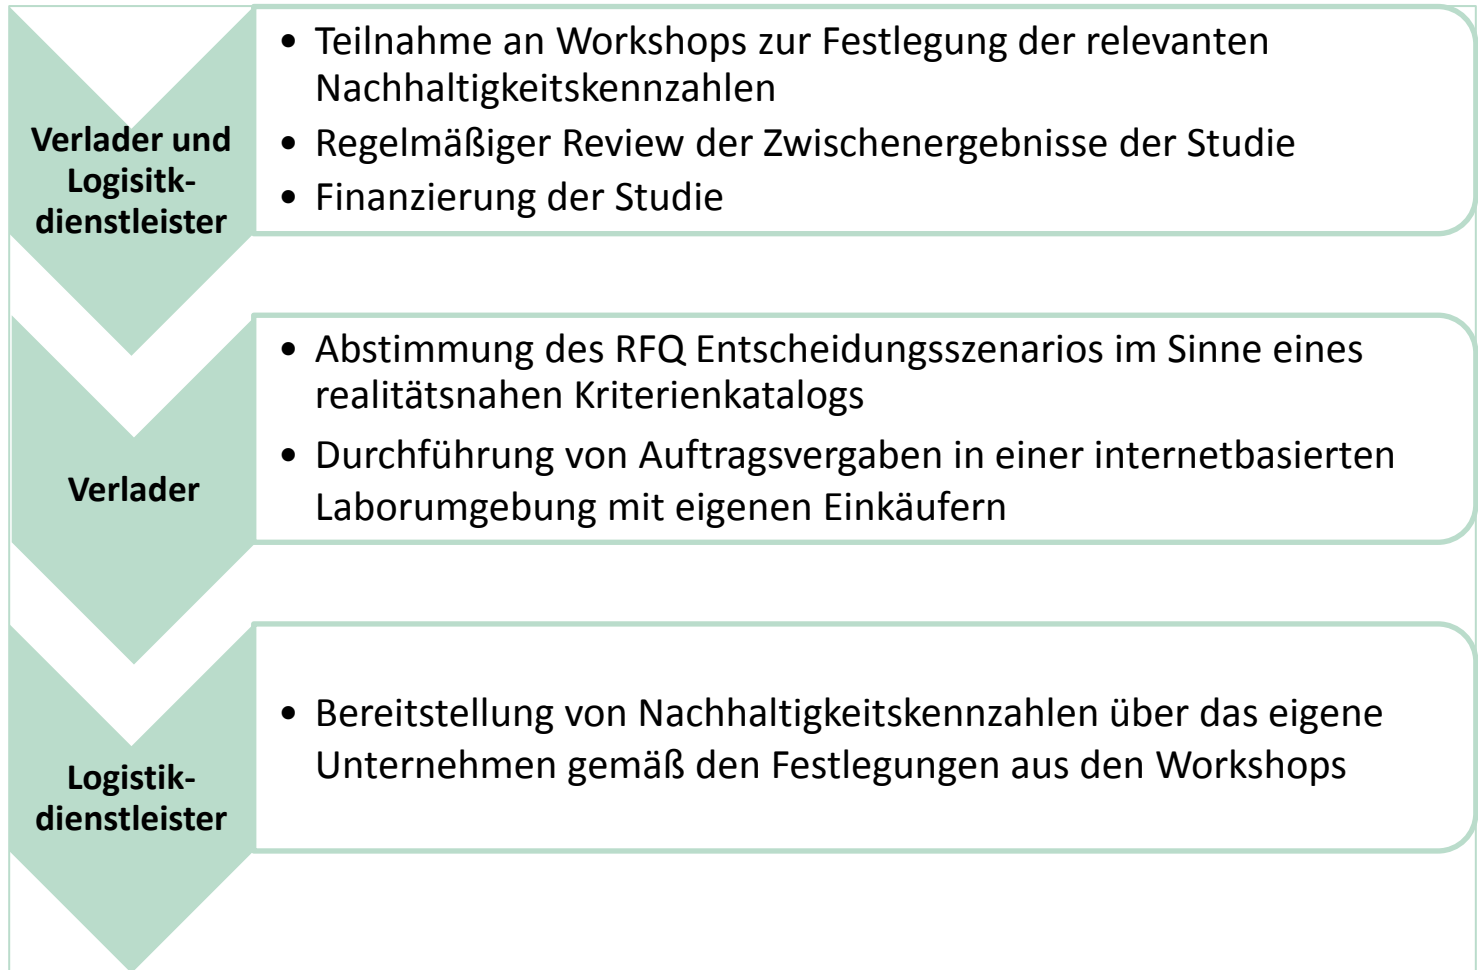 Verlader und
Logisitk-
dienstleister
• Teilnahme an Workshops zur Festlegung der relevanten
Nachhaltigkeitskennzahlen
• Regelmäßiger Review der Zwischenergebnisse der Studie
• Finanzierung der Studie
Verlader
• Abstimmung des RFQ Entscheidungsszenarios im Sinne eines
realitätsnahen Kriterienkatalogs
• Durchführung von Auftragsvergaben in einer internetbasierten
Laborumgebung mit eigenen Einkäufern
Logistik-
dienstleister
• Bereitstellung von Nachhaltigkeitskennzahlen über das eigene
Unternehmen gemäß den Festlegungen aus den Workshops